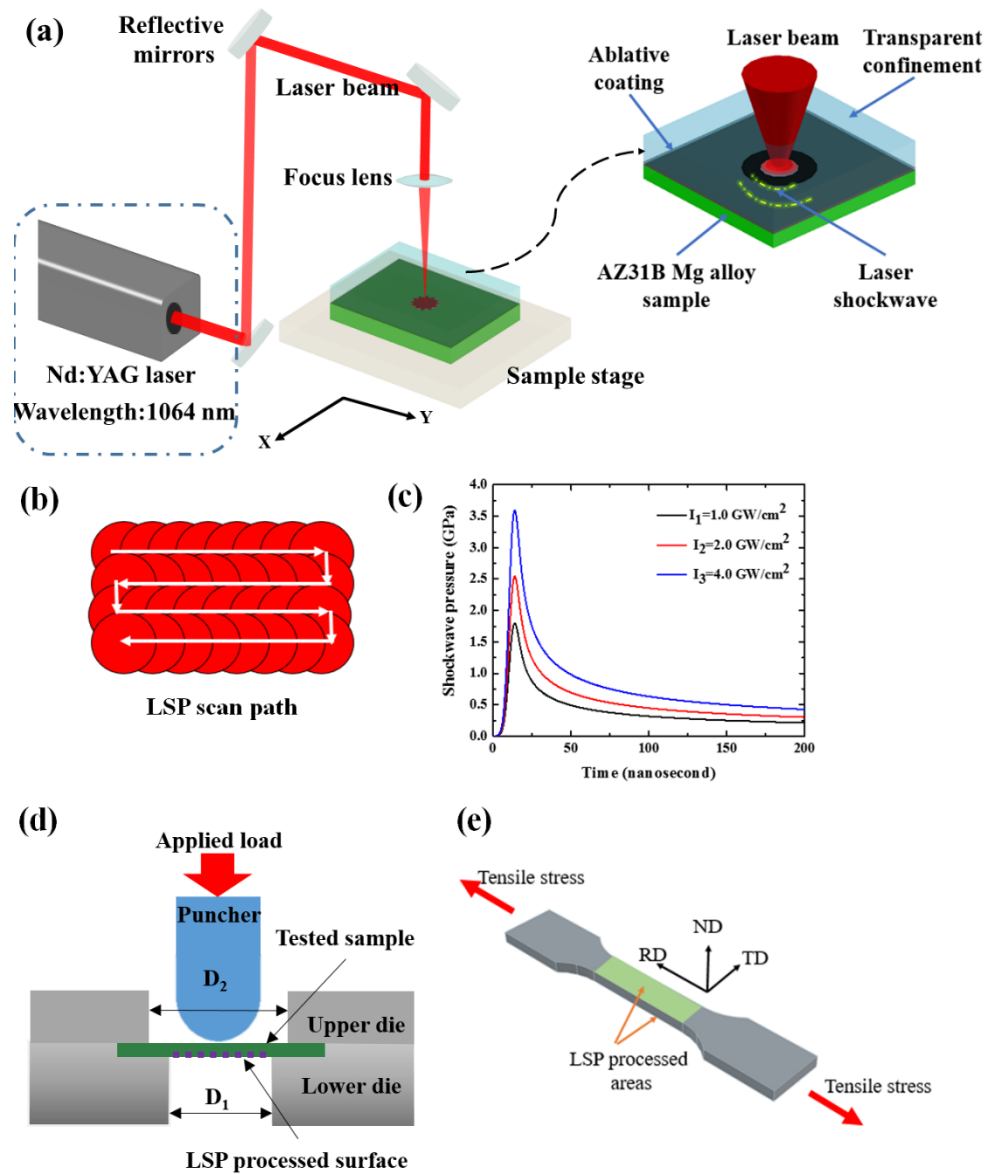 (a)
Reflective
mirrors
Laser beam
Focus lens
Nd:YAG laser
Wavelength:1064 nm
Sample stage
X
Y
Laser beam
Transparent
confinement
Ablative
coating
AZ31B Mg alloy
sample
Laser
shockwave
(b)
LSP scan path
(c)
Shockwave pressure (GPa)
4.0
3.5
3.0
2.5
2.0
1.5
1.0
0.5
0.0
0
50
100
150
200
Time (nanosecond)
I₁=1.0 GW/cm²
I₂=2.0 GW/cm²
I₃=4.0 GW/cm²
(d)
Applied load
Puncher
Tested sample
D₂
Upper die
Lower die
D₁
LSP processed surface
(e)
Tensile stress
ND
RD
TD
LSP processed
areas
Tensile stress